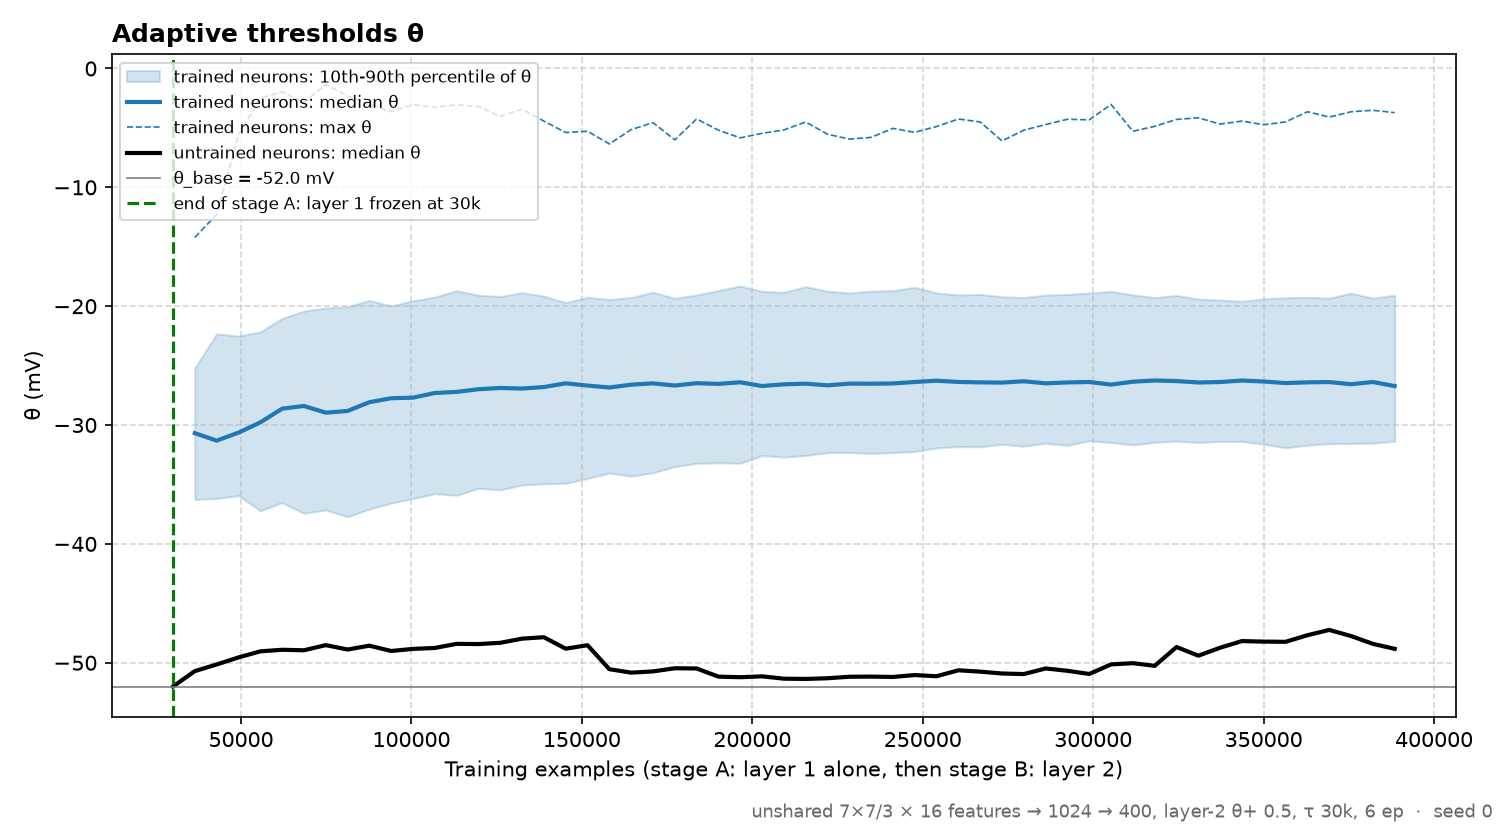 Adaptive thresholds θ
trained neurons: 10th-90th percentile of θ
trained neurons: median θ
trained neurons: max θ
untrained neurons: median θ
θ_base = -52.0 mV
end of stage A: layer 1 frozen at 30k
θ (mV)
0
−10
−20
−30
−40
−50
50000 100000 150000 200000 250000 300000 350000 400000
Training examples (stage A: layer 1 alone, then stage B: layer 2)
unshared 7×7/3 × 16 features → 1024 → 400, layer-2 θ+ 0.5, τ 30k, 6 ep · seed 0